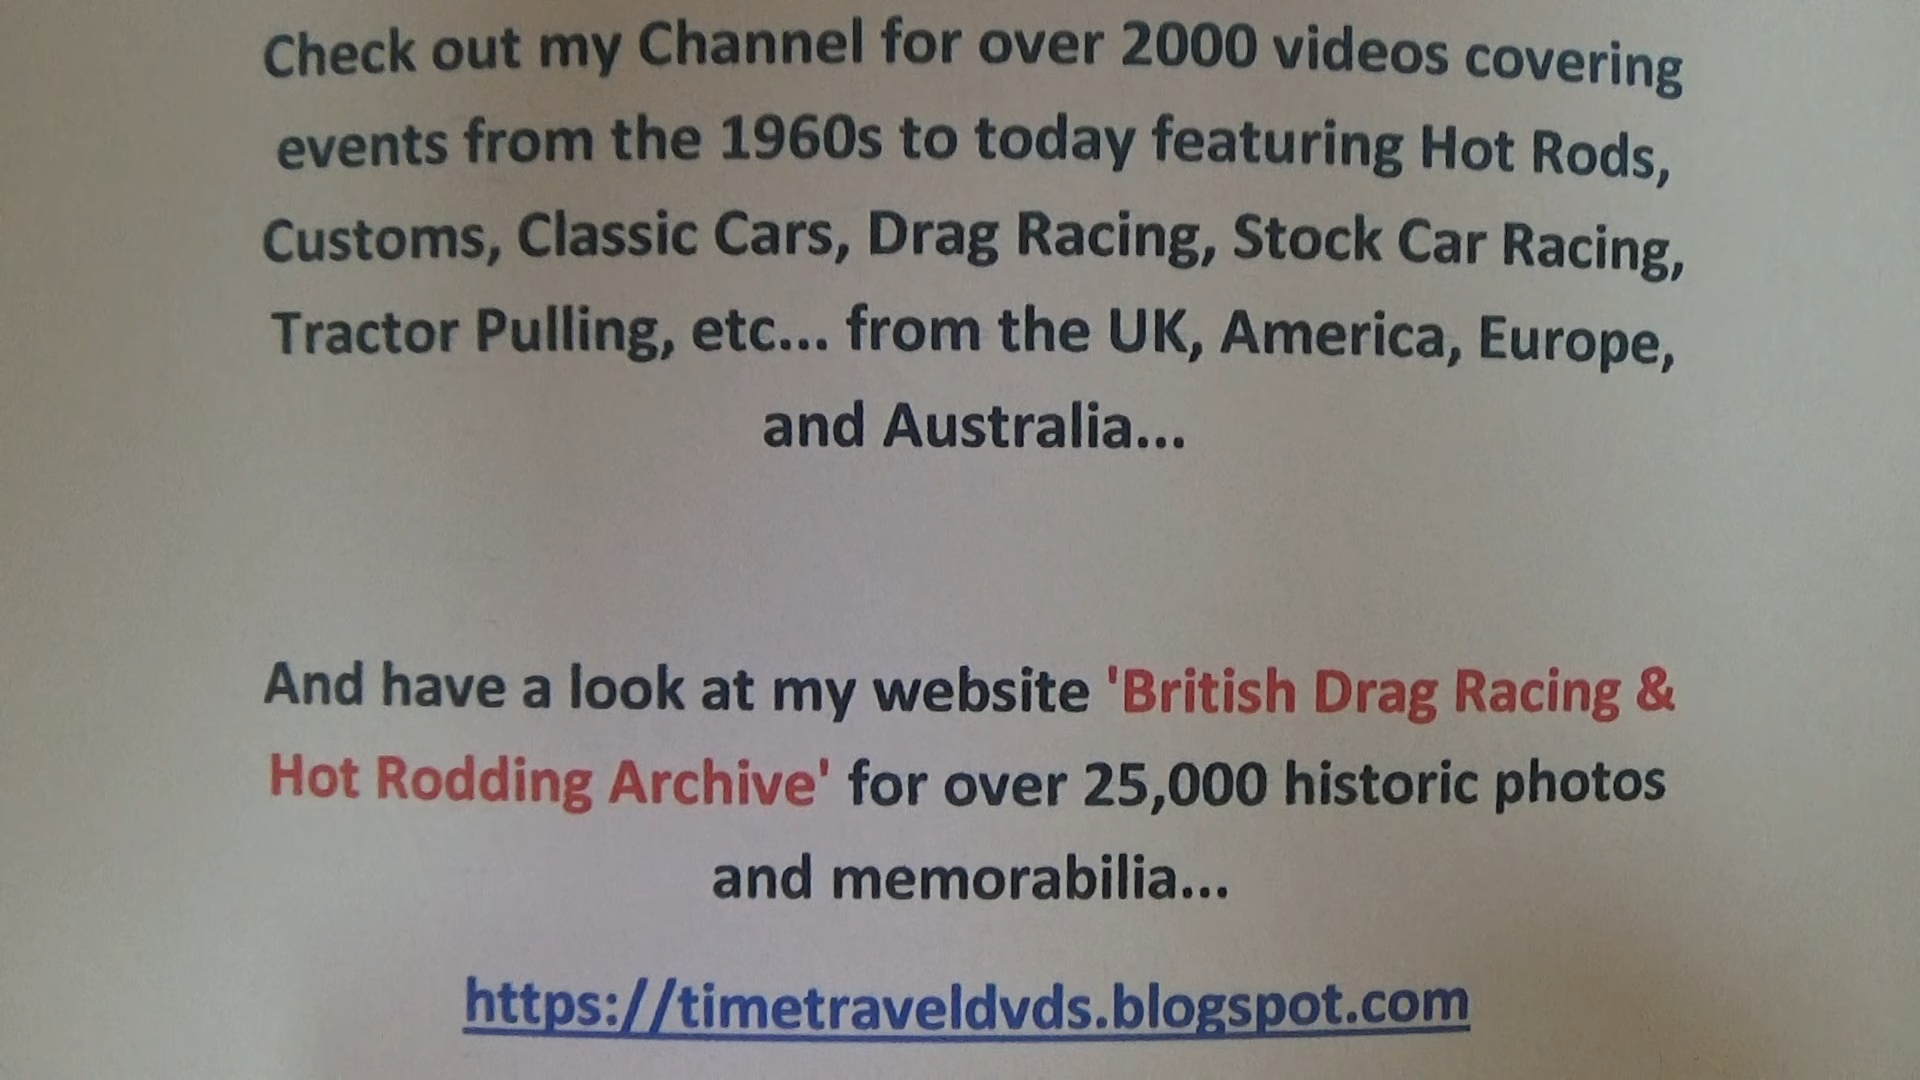 Check out my Channel for over 2000 videos covering
events from the 1960s to today featuring Hot Rods,
Customs, Classic Cars, Drag Racing, Stock Car Racing,
Tractor Pulling, etc... from the UK, America, Europe,
and Australia...
And have a look at my website 'British Drag Racing &
Hot Rodding Archive' for over 25,000 historic photos
and memorabilia...
https://timetraveldvds.blogspot.com